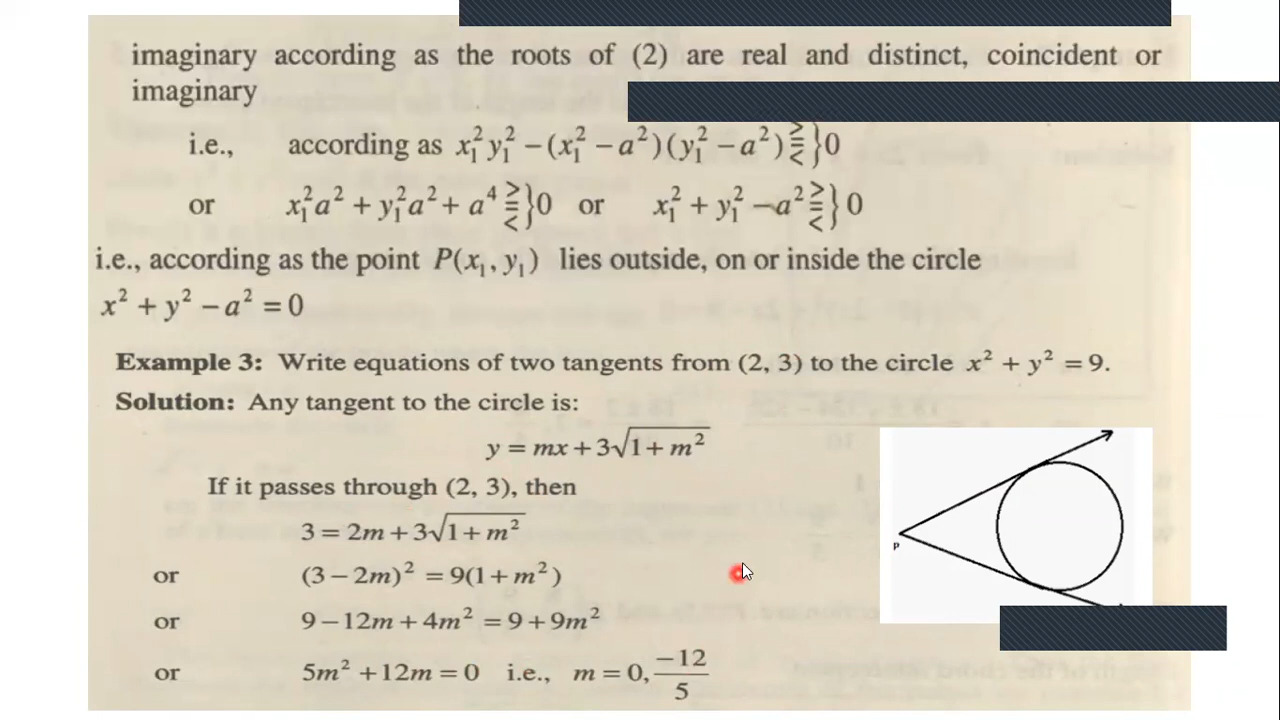 imaginary according as the roots of (2) are real and distinct, coincident or
imaginary
i.e., according as x₁²y₁² − (x₁² − a²)(y₁² − a²) >=< } 0
or x₁²a² + y₁²a² + a⁴ >=< } 0 or x₁² + y₁² − a² >=< } 0
i.e., according as the point P(x₁, y₁) lies outside, on or inside the circle
x² + y² − a² = 0
Example 3: Write equations of two tangents from (2, 3) to the circle x² + y² = 9.
Solution: Any tangent to the circle is:
y = mx + 3√(1 + m²)
If it passes through (2, 3), then
3 = 2m + 3√(1 + m²)
or (3 − 2m)² = 9(1 + m²)
or 9 − 12m + 4m² = 9 + 9m²
or 5m² + 12m = 0 i.e., m = 0, −12/5
P